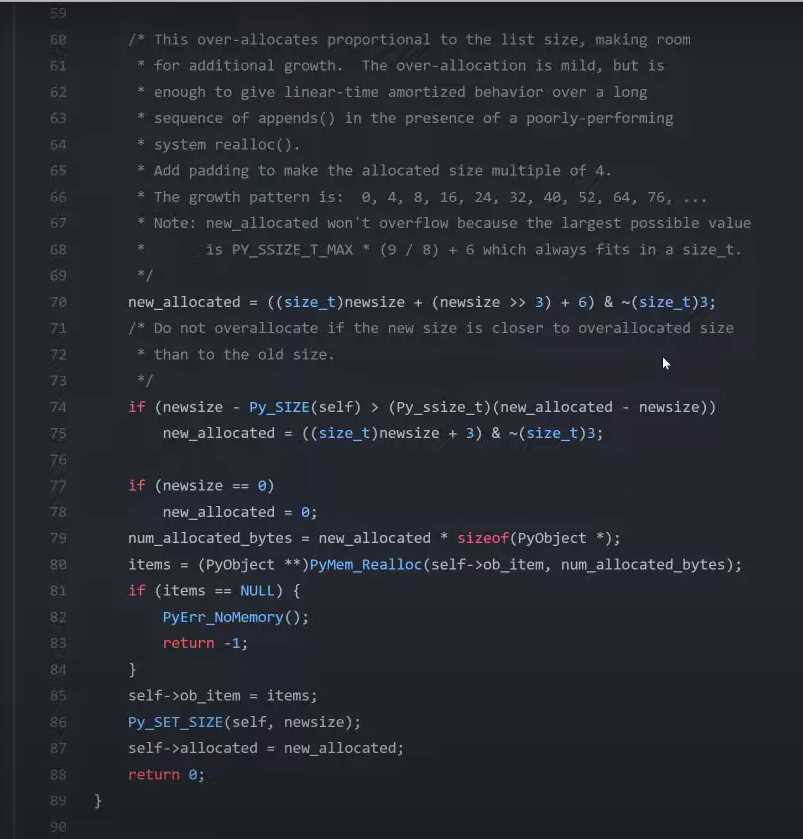 59
60 /* This over-allocates proportional to the list size, making room
61  * for additional growth.  The over-allocation is mild, but is
62  * enough to give linear-time amortized behavior over a long
63  * sequence of appends() in the presence of a poorly-performing
64  * system realloc().
65  * Add padding to make the allocated size multiple of 4.
66  * The growth pattern is:  0, 4, 8, 16, 24, 32, 40, 52, 64, 76, ...
67  * Note: new_allocated won't overflow because the largest possible value
68  *       is PY_SSIZE_T_MAX * (9 / 8) + 6 which always fits in a size_t.
69  */
70 new_allocated = ((size_t)newsize + (newsize >> 3) + 6) & ~(size_t)3;
71 /* Do not overallocate if the new size is closer to overallocated size
72  * than to the old size.
73  */
74 if (newsize - Py_SIZE(self) > (Py_ssize_t)(new_allocated - newsize))
75     new_allocated = ((size_t)newsize + 3) & ~(size_t)3;
76
77 if (newsize == 0)
78     new_allocated = 0;
79 num_allocated_bytes = new_allocated * sizeof(PyObject *);
80 items = (PyObject **)PyMem_Realloc(self->ob_item, num_allocated_bytes);
81 if (items == NULL) {
82     PyErr_NoMemory();
83     return -1;
84 }
85 self->ob_item = items;
86 Py_SET_SIZE(self, newsize);
87 self->allocated = new_allocated;
88 return 0;
89 }
90